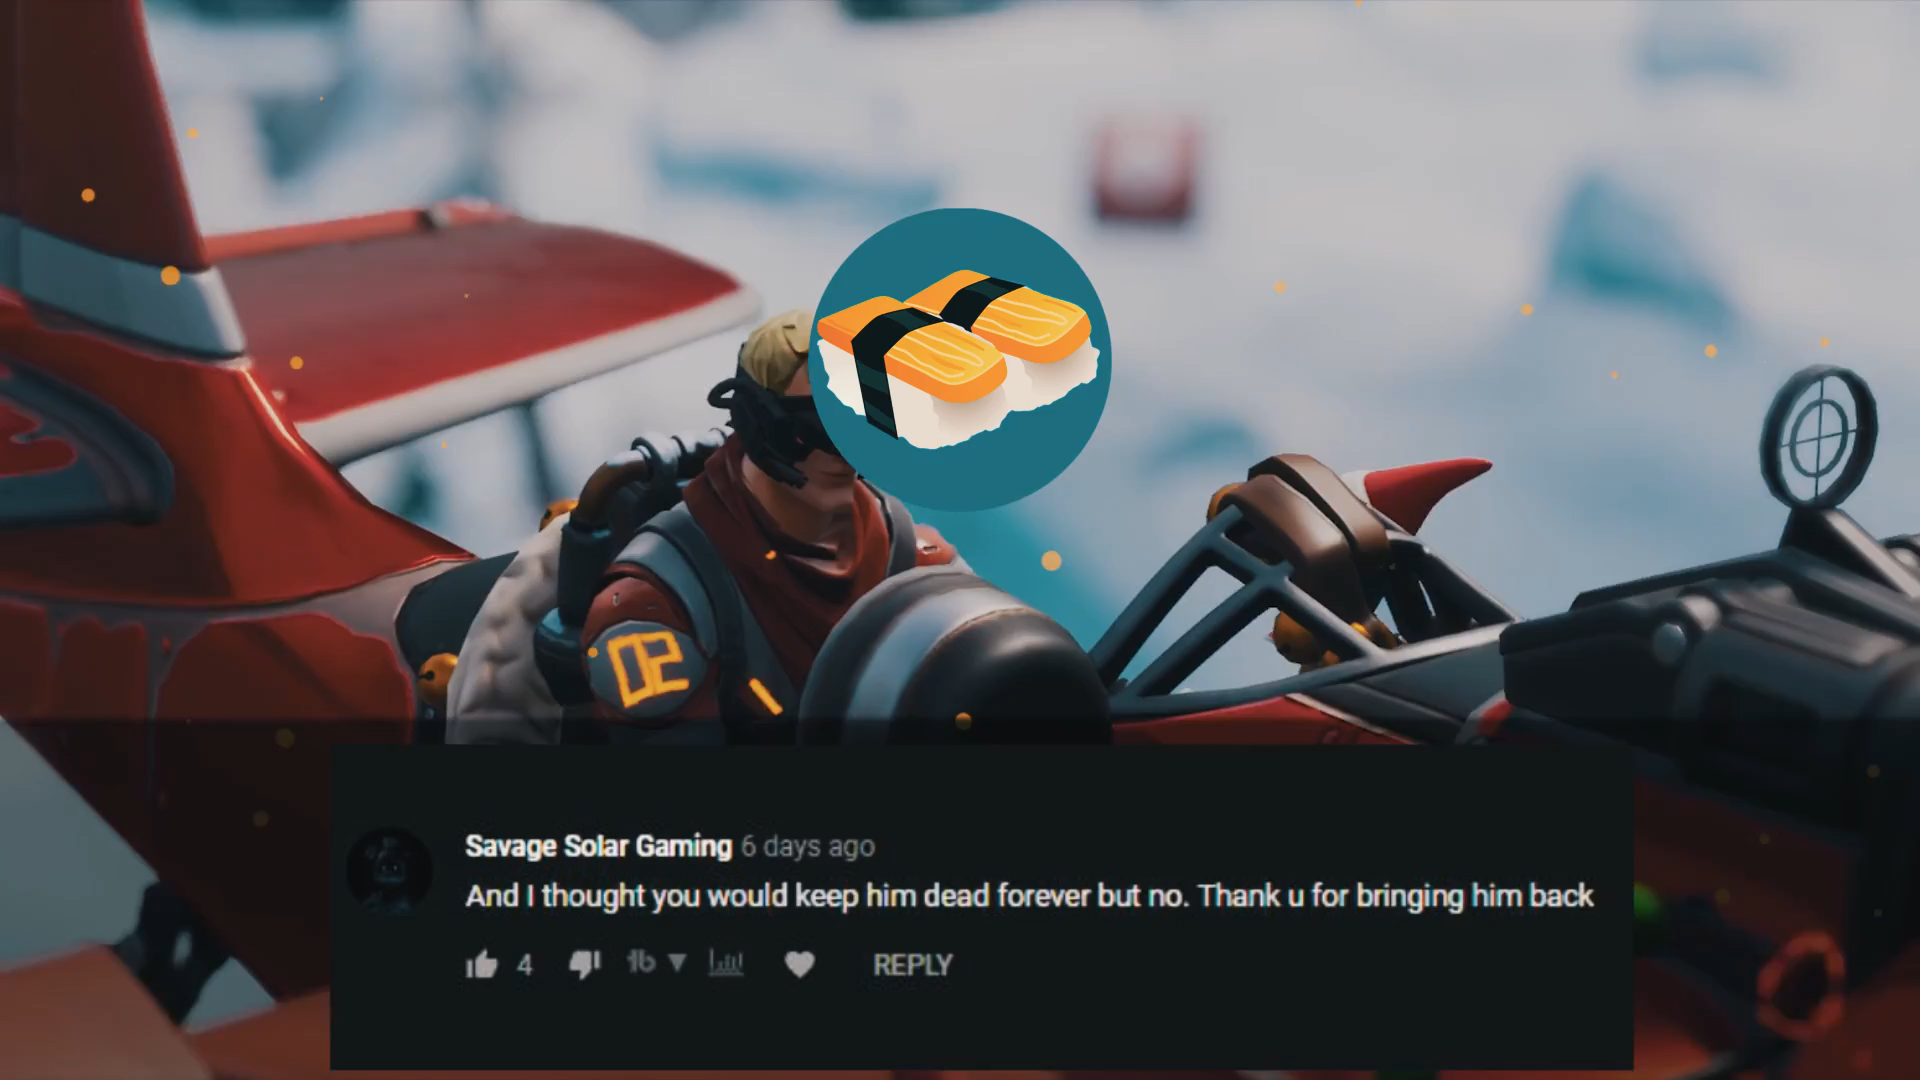 02
Savage Solar Gaming 6 days ago
And I thought you would keep him dead forever but no. Thank u for bringing him back
4 REPLY